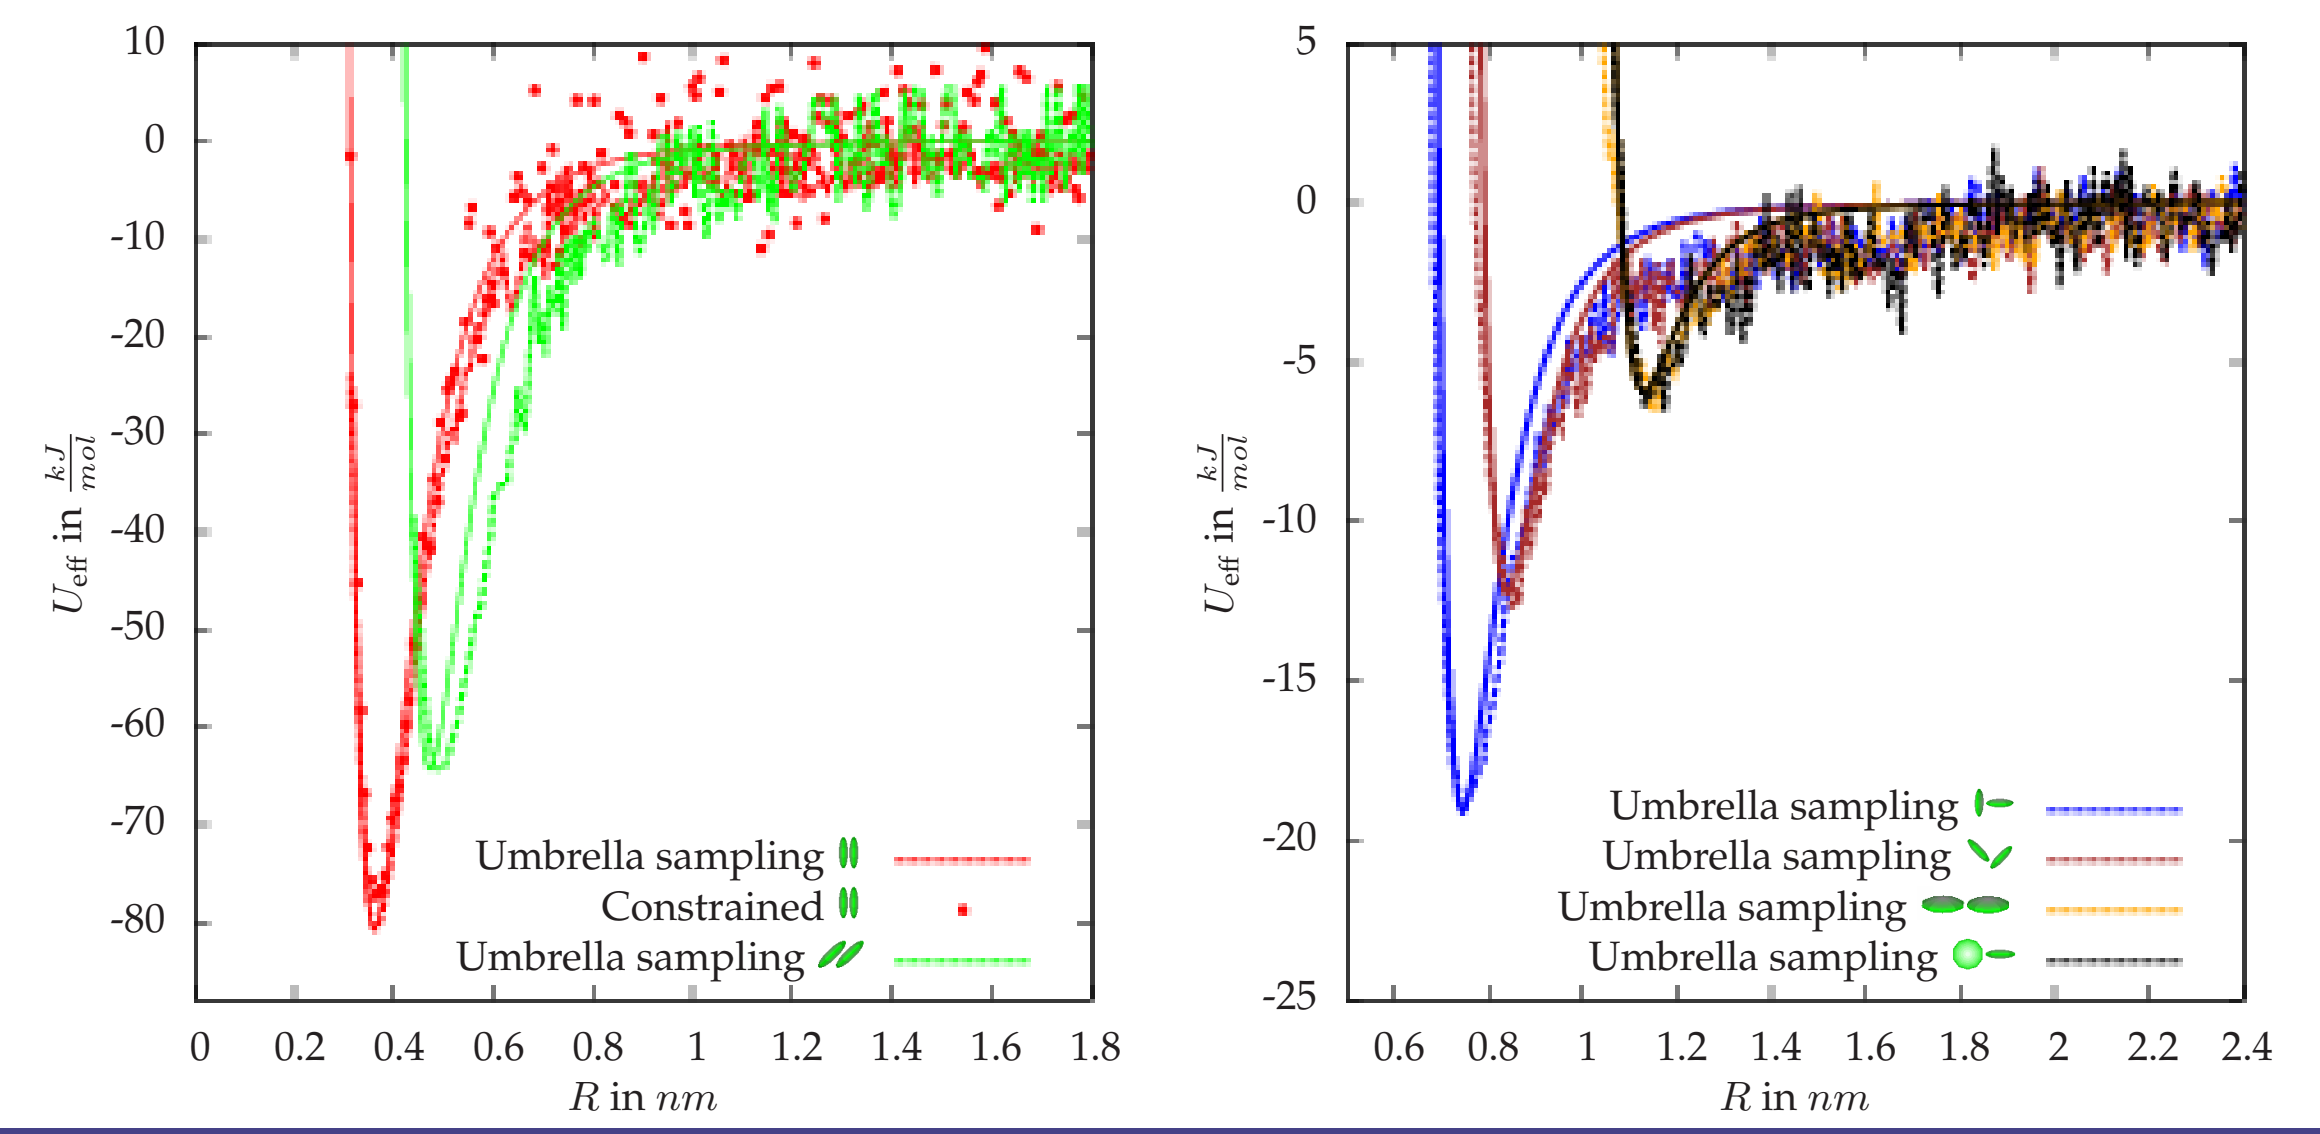 10
0
-10
-20
-30
-40
-50
-60
-70
-80
U_eff in kJ/mol
Umbrella sampling
Constrained
Umbrella sampling
0 0.2 0.4 0.6 0.8 1 1.2 1.4 1.6 1.8
R in nm
5
0
-5
-10
-15
-20
-25
U_eff in kJ/mol
Umbrella sampling
Umbrella sampling
Umbrella sampling
Umbrella sampling
0.6 0.8 1 1.2 1.4 1.6 1.8 2 2.2 2.4
R in nm